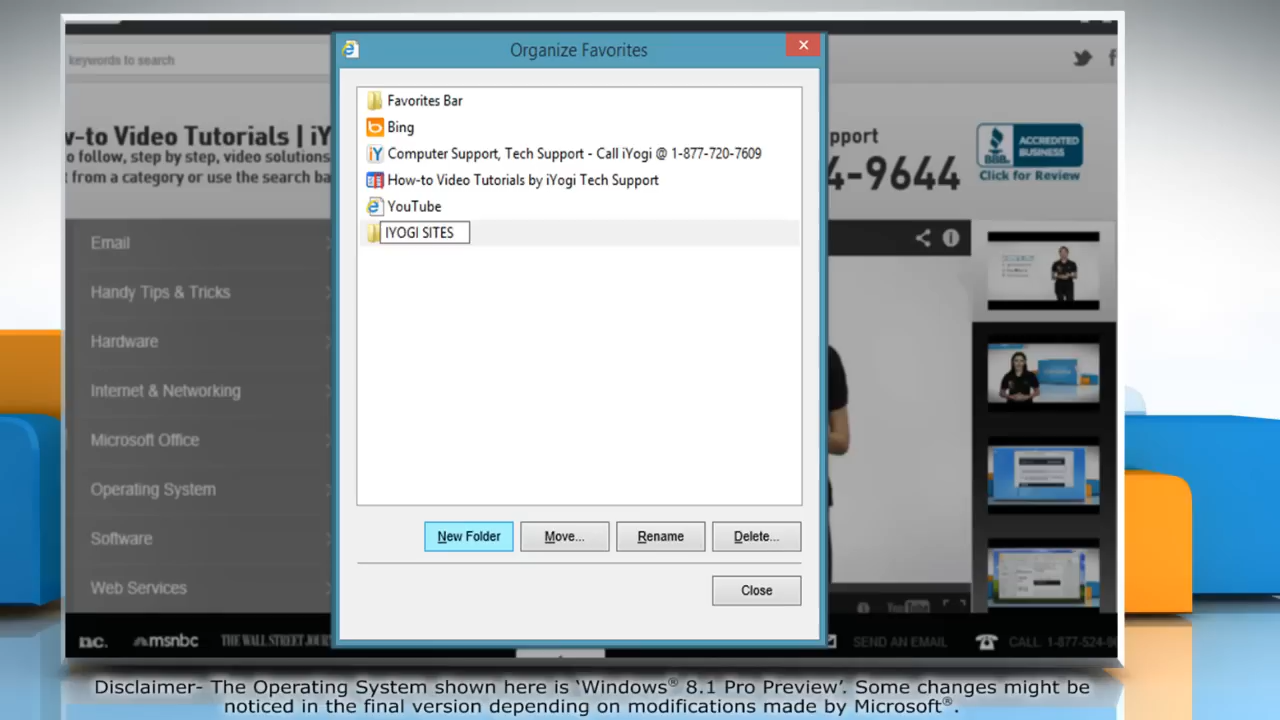 keywords to search
Organize Favorites
w-to Video Tutorials | iY
o follow, step by step, video solutions
t from a category or use the search ba
upport
4-9644
BBB
ACCREDITED
BUSINESS
Click for Review
Favorites Bar
Bing
Computer Support, Tech Support - Call iYogi @ 1-877-720-7609
How-to Video Tutorials by iYogi Tech Support
YouTube
IYOGI SITES
Email
Handy Tips & Tricks
Hardware
Internet & Networking
Microsoft Office
Operating System
Software
Web Services
New Folder
Move...
Rename
Delete...
Close
YouTube
nc.
msnbc
THE WALL STREET JOUR
SEND AN EMAIL
CALL 1-877-524-9
Disclaimer- The Operating System shown here is ‘Windows® 8.1 Pro Preview’. Some changes might be
noticed in the final version depending on modifications made by Microsoft®.